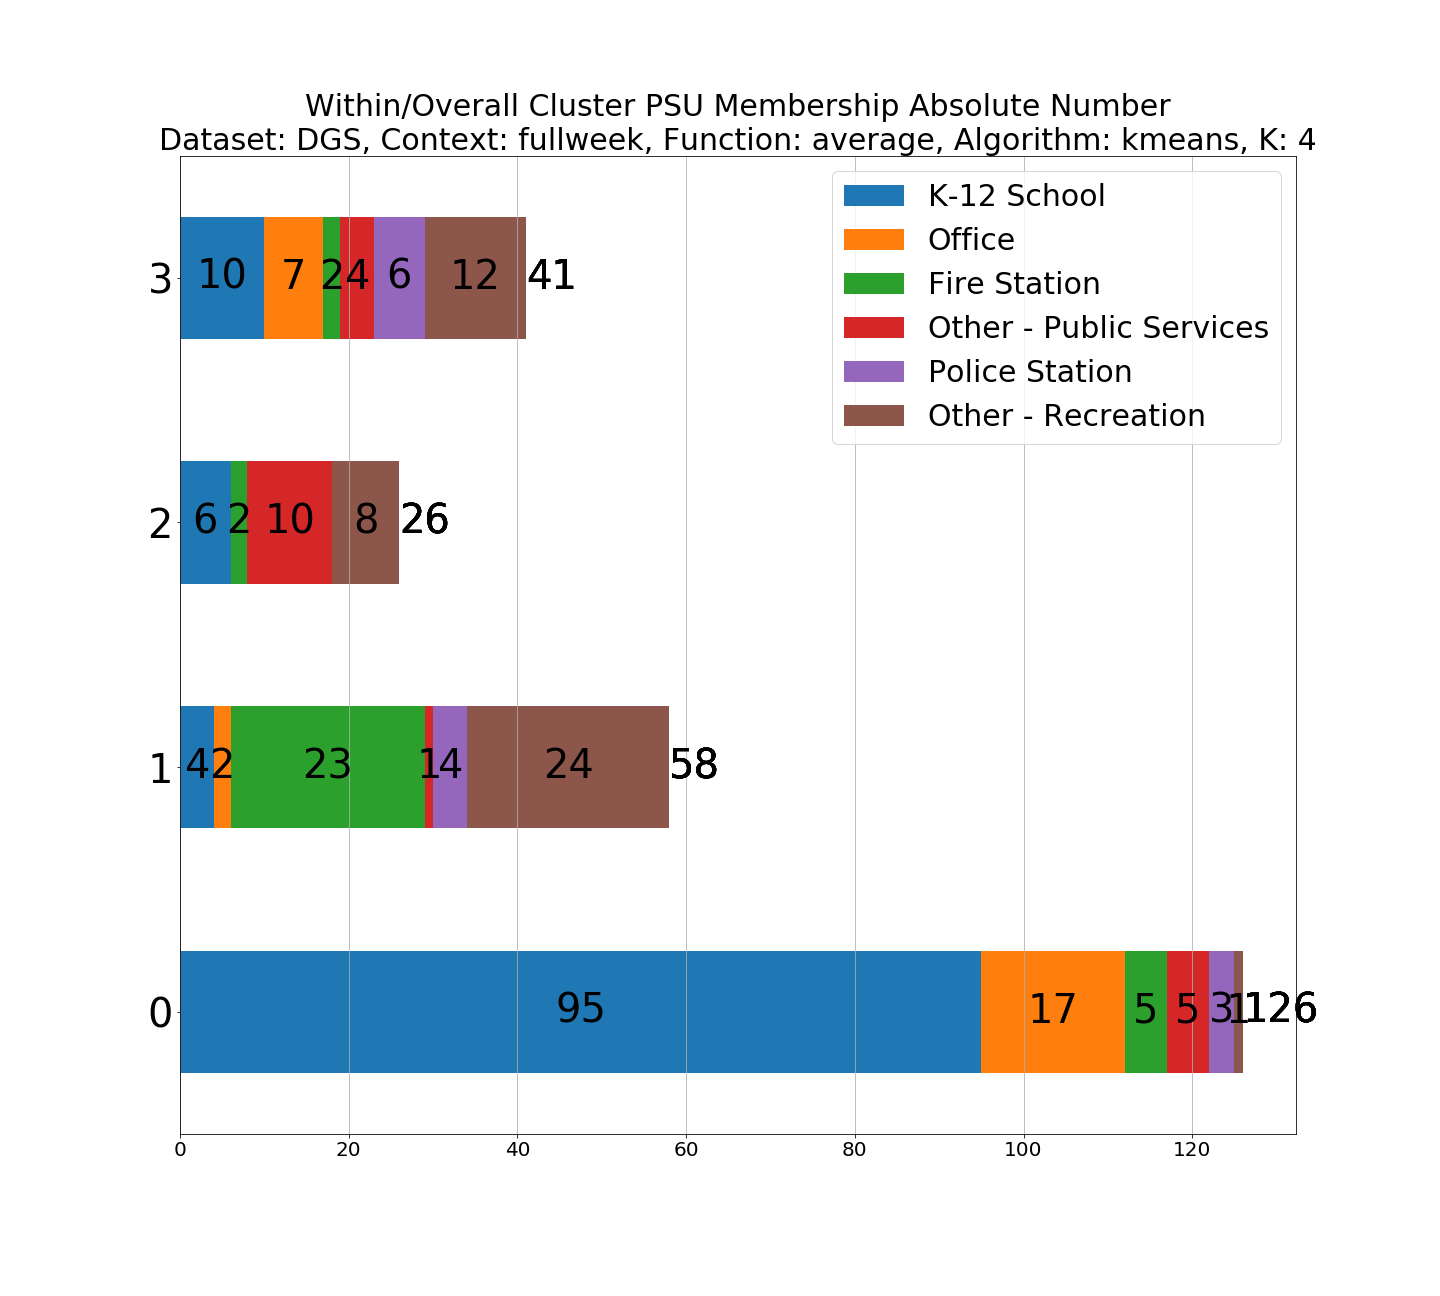 Within/Overall Cluster PSU Membership Absolute Number
Dataset: DGS, Context: fullweek, Function: average, Algorithm: kmeans, K: 4
K-12 School
Office
Fire Station
Other - Public Services
Police Station
Other - Recreation
3 10 7 2 4 6 12 41
2 6 2 10 8 26
1 4 2 23 1 4 24 58
0 95 17 5 5 3 1 126
0 20 40 60 80 100 120